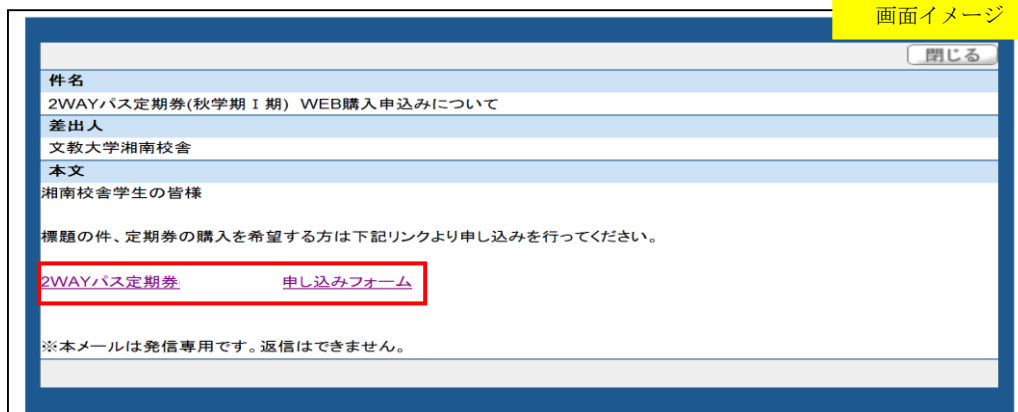 画面イメージ
閉じる
件名
2WAYパス定期券(秋学期Ⅰ期) WEB購入申込みについて
差出人
文教大学湘南校舎
本文
湘南校舎学生の皆様
標題の件、定期券の購入を希望する方は下記リンクより申し込みを行ってください。
2WAYパス定期券 申し込みフォーム
※本メールは発信専用です。返信はできません。